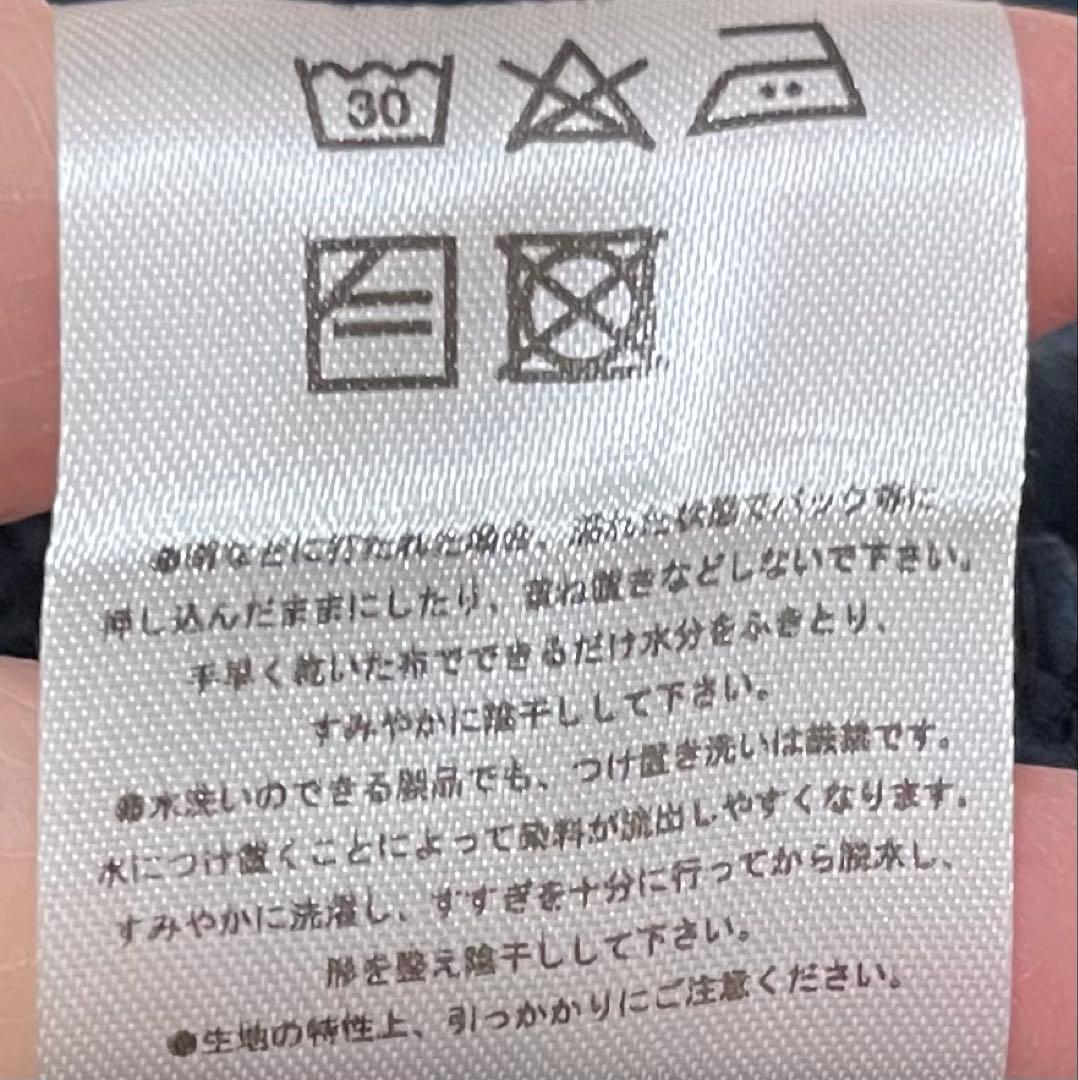 30
●雨などに打たれた場合、濡れた状態でバック等に
押し込んだままにしたり、重ね置きなどしないで下さい。
手早く乾いた布でできるだけ水分をふきとり、
すみやかに陰干しして下さい。
●水洗いのできる製品でも、つけ置き洗いは厳禁です。
水につけ置くことによって染料が流出しやすくなります。
すみやかに洗濯し、すすぎを十分に行ってから脱水し、
形を整え陰干しして下さい。
●生地の特性上、引っかかりにご注意ください。